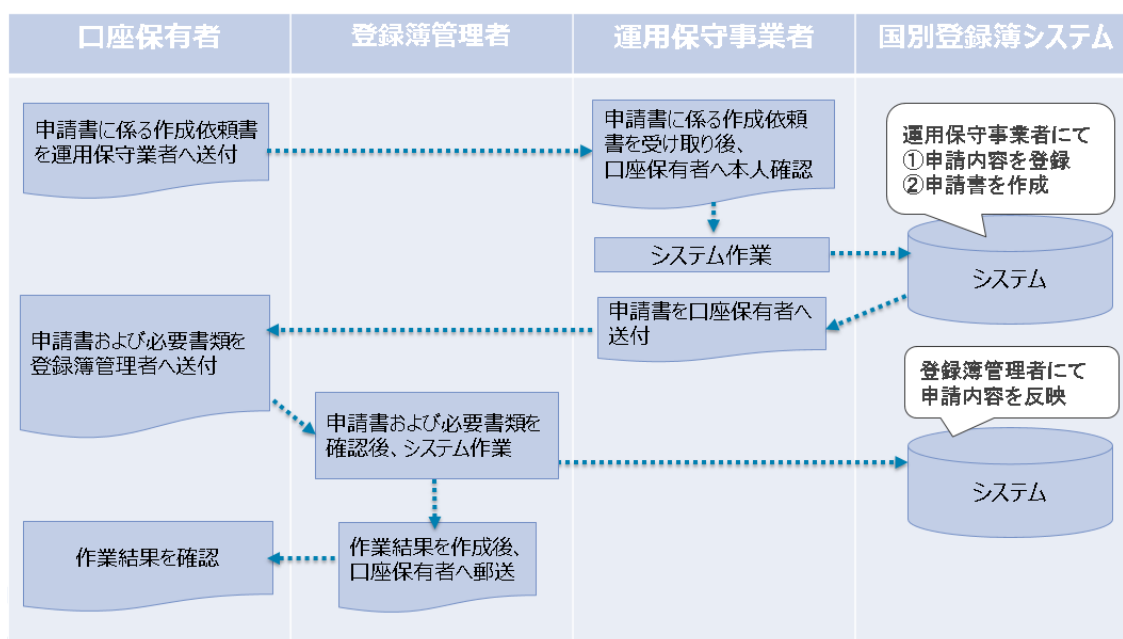 口座保有者
登録簿管理者
運用保守事業者
国別登録簿システム
申請書に係る作成依頼書
を運用保守業者へ送付
申請書に係る作成依頼
書を受け取り後、
口座保有者へ本人確認
運用保守事業者にて
①申請内容を登録
②申請書を作成
システム作業
システム
申請書を口座保有者へ
送付
申請書および必要書類を
登録簿管理者へ送付
登録簿管理者にて
申請内容を反映
申請書および必要書類を
確認後、システム作業
システム
作業結果を作成後、
口座保有者へ郵送
作業結果を確認